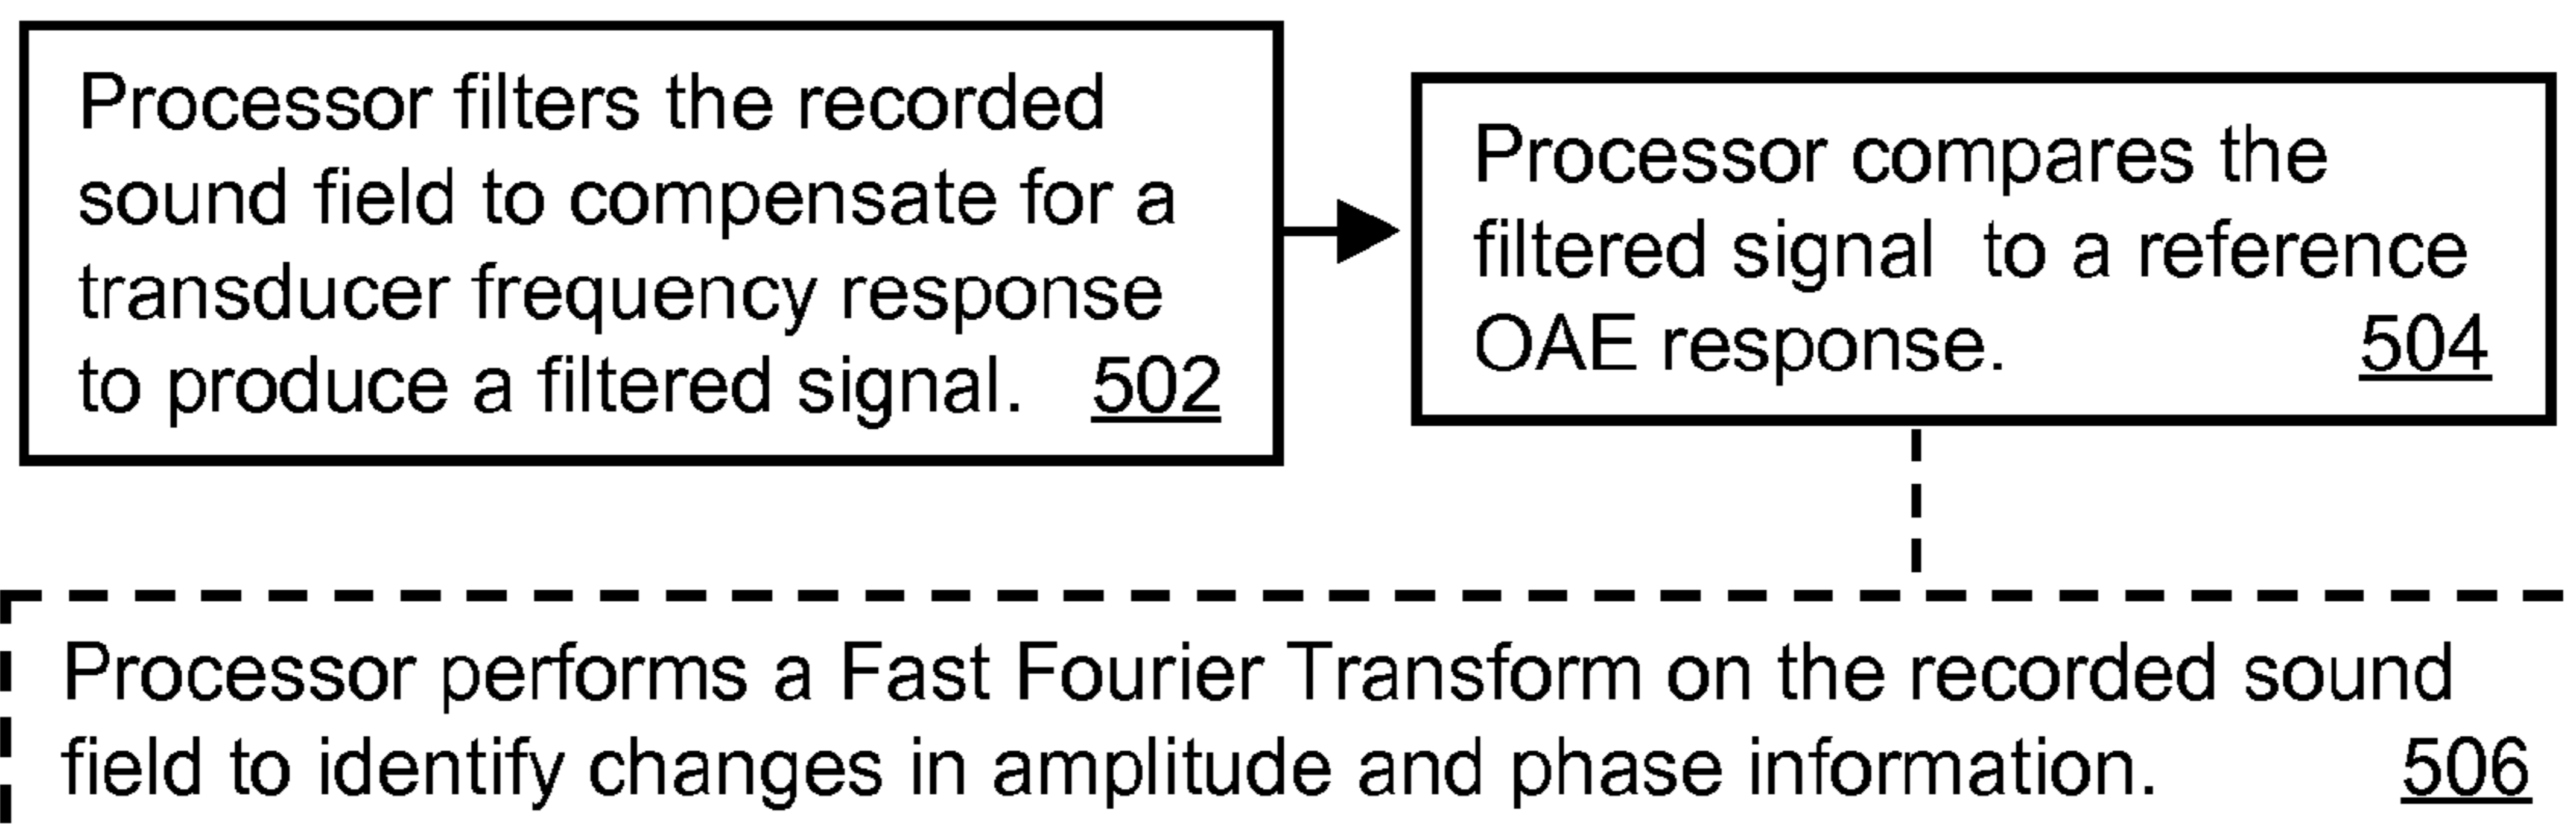 Processor filters the recorded
sound field to compensate for a
transducer frequency response
to produce a filtered signal. 502
Processor compares the
filtered signal to a reference
OAE response. 504
Processor performs a Fast Fourier Transform on the recorded sound
field to identify changes in amplitude and phase information. 506